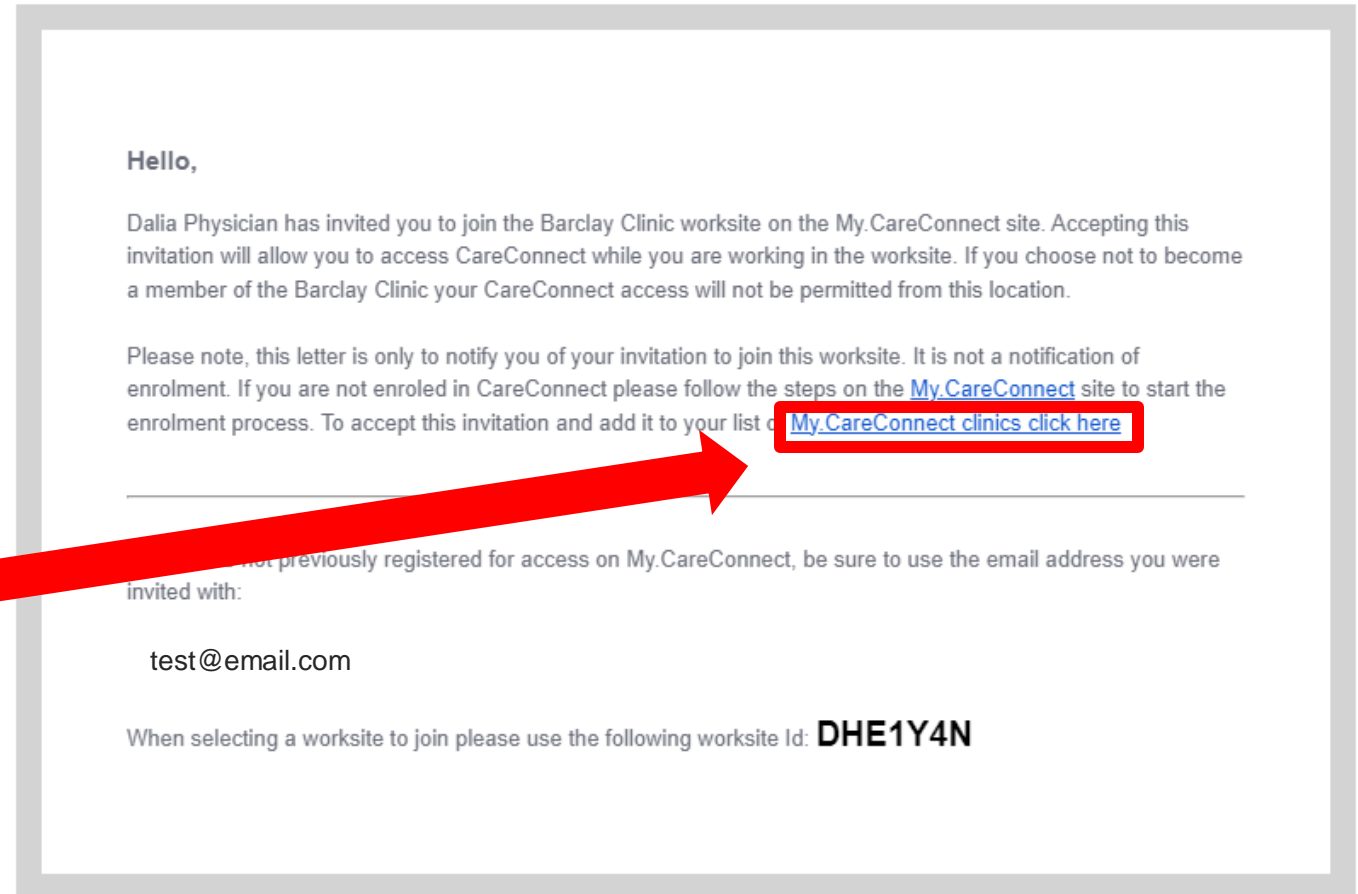 Hello,
Dalia Physician has invited you to join the Barclay Clinic worksite on the My.CareConnect site. Accepting this
invitation will allow you to access CareConnect while you are working in the worksite. If you choose not to become
a member of the Barclay Clinic your CareConnect access will not be permitted from this location.
Please note, this letter is only to notify you of your invitation to join this worksite. It is not a notification of
enrolment. If you are not enroled in CareConnect please follow the steps on the My.CareConnect site to start the
enrolment process. To accept this invitation and add it to your list My.CareConnect clinics click here
not previously registered for access on My.CareConnect, be sure to use the email address you were
invited with:
test@email.com
When selecting a worksite to join please use the following worksite Id: DHE1Y4N